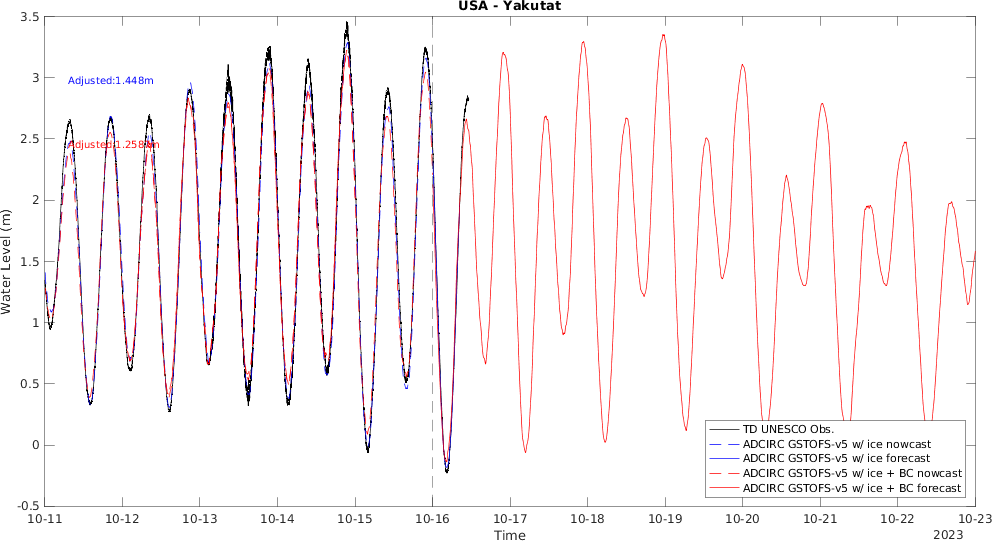 USA - Yakutat
3.5
3
2.5
2
1.5
1
0.5
0
-0.5
Water Level (m)
Adjusted:1.448m
Adjusted:1.258m
TD UNESCO Obs.
ADCIRC GSTOFS-v5 w/ ice nowcast
ADCIRC GSTOFS-v5 w/ ice forecast
ADCIRC GSTOFS-v5 w/ ice + BC nowcast
ADCIRC GSTOFS-v5 w/ ice + BC forecast
10-11 10-12 10-13 10-14 10-15 10-16 10-17 10-18 10-19 10-20 10-21 10-22 10-23
Time
2023